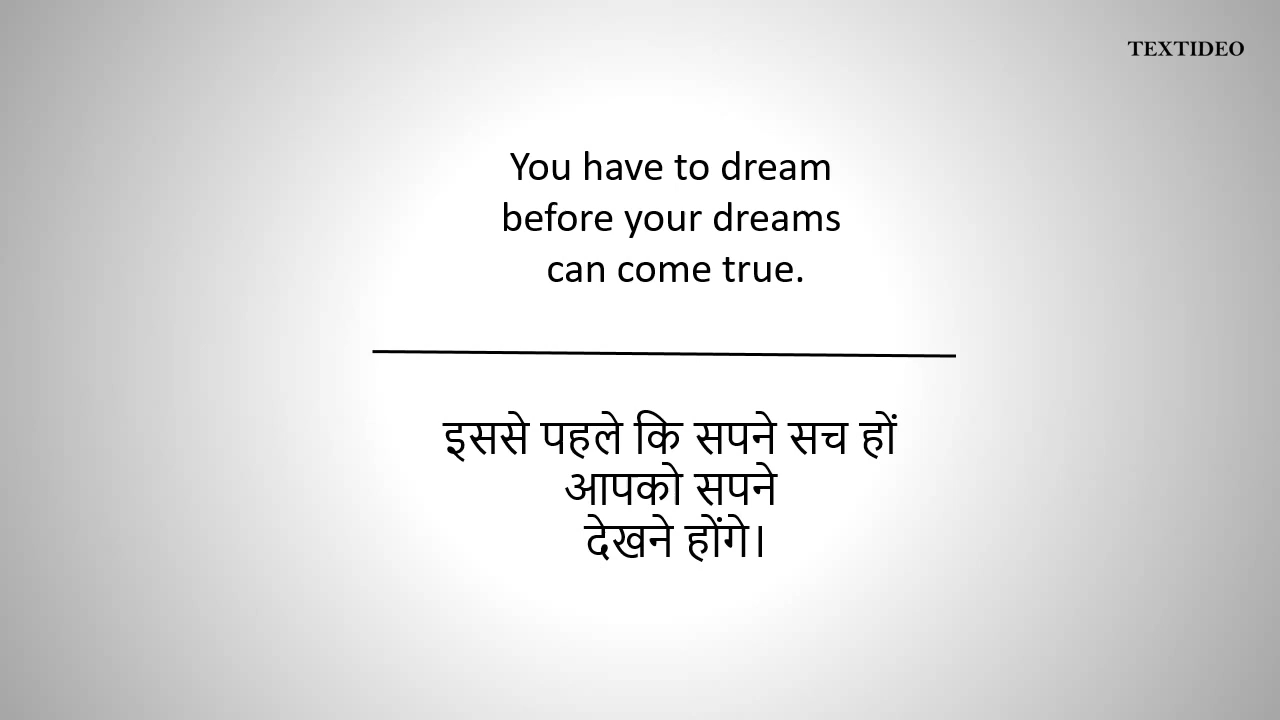 TEXTIDEO
You have to dream
before your dreams
can come true.
इससे पहले कि सपने सच हों
आपको सपने
देखने होंगे।